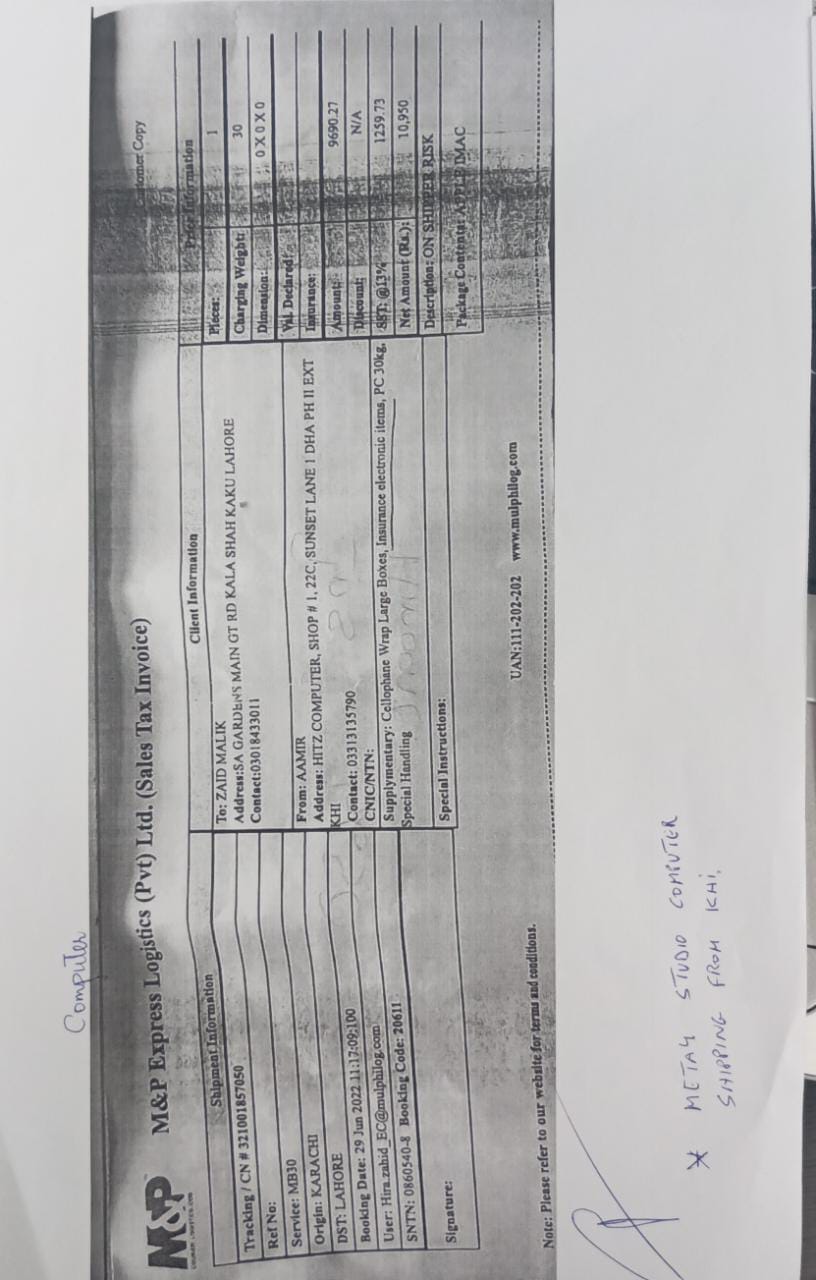 Computer
M&P
M&P Express Logistics (Pvt) Ltd. (Sales Tax Invoice)
Customer Copy
Shipment Information
Tracking / CN # 321001857050
Ref No:
Service: MB30
Origin: KARACHI
DST: LAHORE
Booking Date: 29 Jun 2022 11:17:09:100
User: Hira.zahid_EC@mulphilog.com
SNTN: 0860540-8 Booking Code: 20611
Signature:
Client Information
To: ZAID MALIK
Address:SA GARDENS MAIN GT RD KALA SHAH KAKU LAHORE
Contact:03018433011
From: AAMIR
Address: HITZ COMPUTER, SHOP # 1, 22C, SUNSET LANE 1 DHA PH II EXT
KHI
Contact: 03313135790
CNIC/NTN:
Supplymentary: Cellophane Wrap Large Boxes, Insurance electronic items, PC 30kg,
Special Handling
Special Instructions:
Price Information
Pieces: 1
Charging Weight: 30
Dimension: 0 X 0 X 0
Val. Declared:
Insurance:
Amount: 9690.27
Discount: N/A
SST: @13% 1259.73
Net Amount (Rs.): 10,950
Description: ON SHIPPER RISK
Package Contents: APPLE IMAC
UAN:111-202-202 www.mulphilog.com
Note: Please refer to our website for terms and conditions.
* META4 STUDIO COMPUTER
SHIPPING FROM KHI.